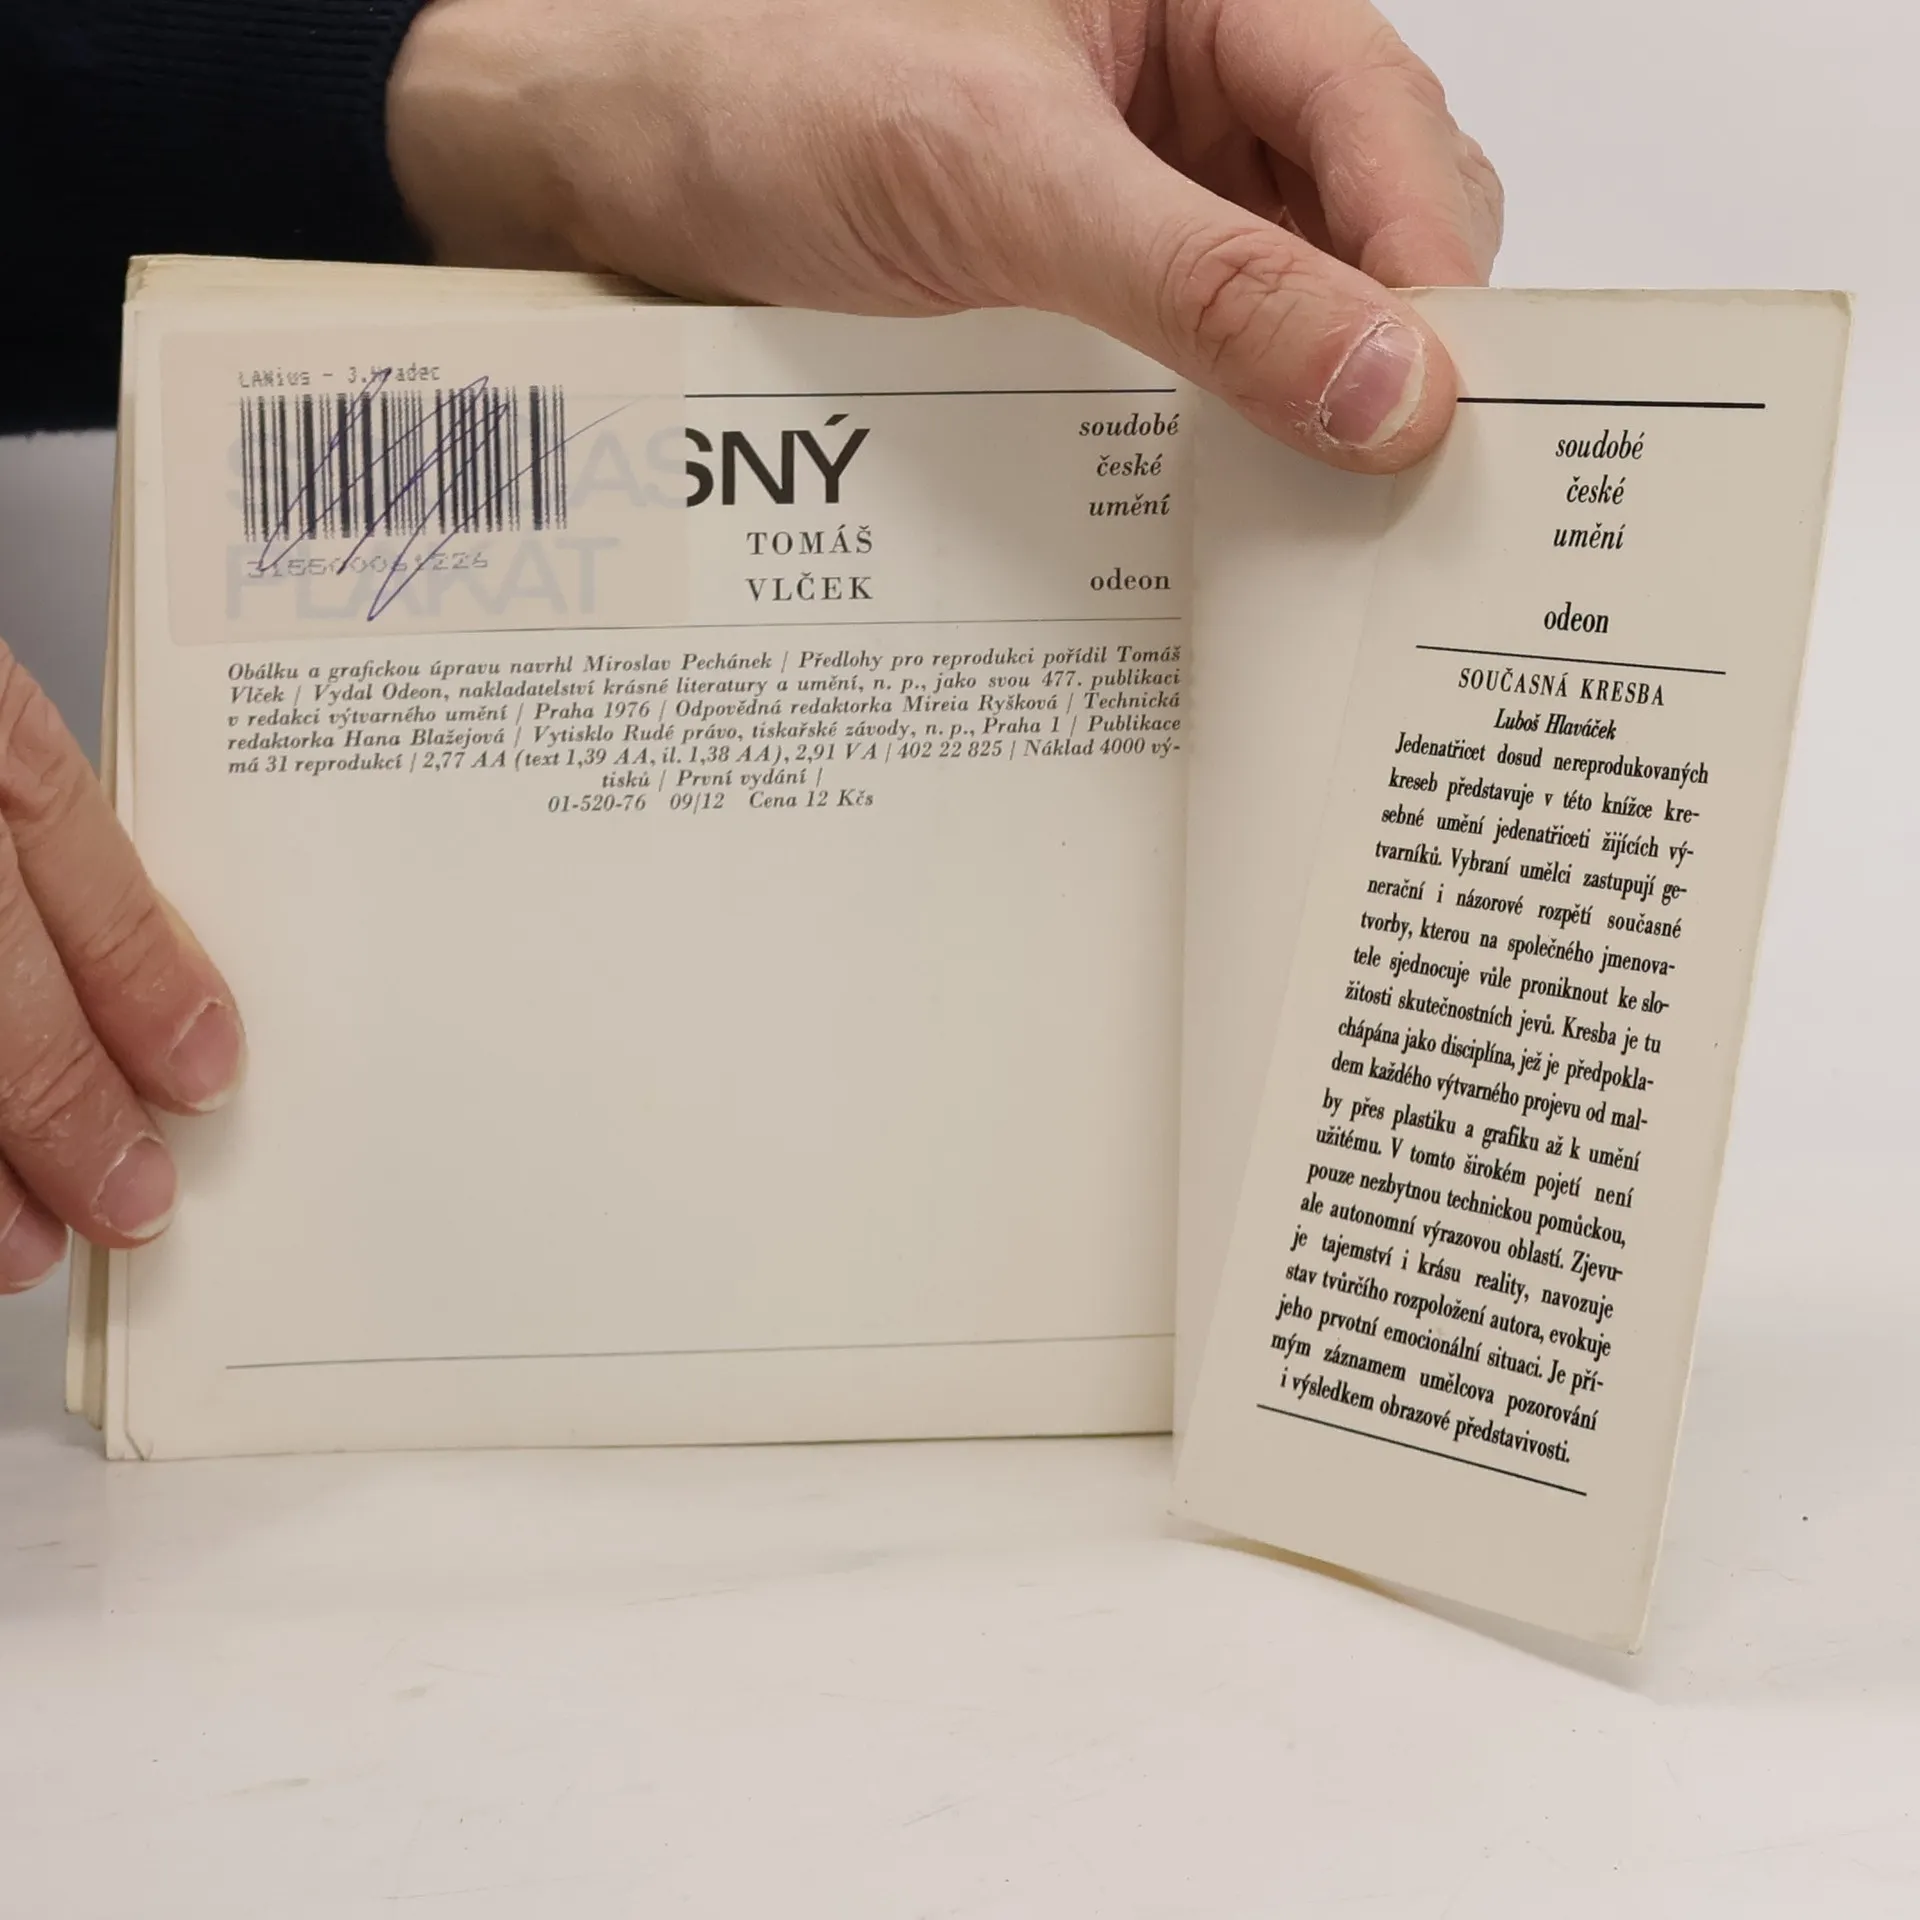 LANius - J.Hradec
315500061226
SOUČASNÝ
PLAKÁT
TOMÁŠ
VLČEK
soudobé
české
umění
odeon
Obálku a grafickou úpravu navrhl Miroslav Pechánek | Předlohy pro reprodukci pořídil Tomáš
Vlček | Vydal Odeon, nakladatelství krásné literatury a umění, n. p., jako svou 477. publikaci
v redakci výtvarného umění | Praha 1976 | Odpovědná redaktorka Mireia Ryšková | Technická
redaktorka Hana Blažejová | Vytisklo Rudé právo, tiskařské závody, n. p., Praha 1 | Publikace
má 31 reprodukcí | 2,77 AA (text 1,39 AA, il. 1,38 AA), 2,91 VA | 402 22 825 | Náklad 4000 vý-
tisků | První vydání |
01-520-76 09/12 Cena 12 Kčs
soudobé
české
umění
odeon
SOUČASNÁ KRESBA
Luboš Hlaváček
Jedenatřicet dosud nereprodukovaných
kreseb představuje v této knížce kre-
sebné umění jedenatřiceti žijících vý-
tvarníků. Vybraní umělci zastupují ge-
nerační i názorové rozpětí současné
tvorby, kterou na společného jmenova-
tele sjednocuje vůle proniknout ke slo-
žitosti skutečnostních jevů. Kresba je tu
chápána jako disciplína, jež je předpokla-
dem každého výtvarného projevu od mal-
by přes plastiku a grafiku až k umění
užitému. V tomto širokém pojetí není
pouze nezbytnou technickou pomůckou,
ale autonomní výrazovou oblastí. Zjevu-
je tajemství i krásu reality, navozuje
stav tvůrčího rozpoložení autora, evokuje
jeho prvotní emocionální situaci. Je pří-
mým záznamem umělcova pozorování
i výsledkem obrazové představivosti.